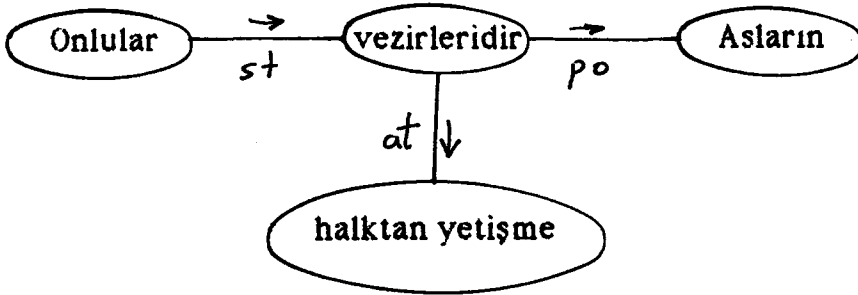 Onlular vezirleridir Asların
st po
at
halktan yetişme